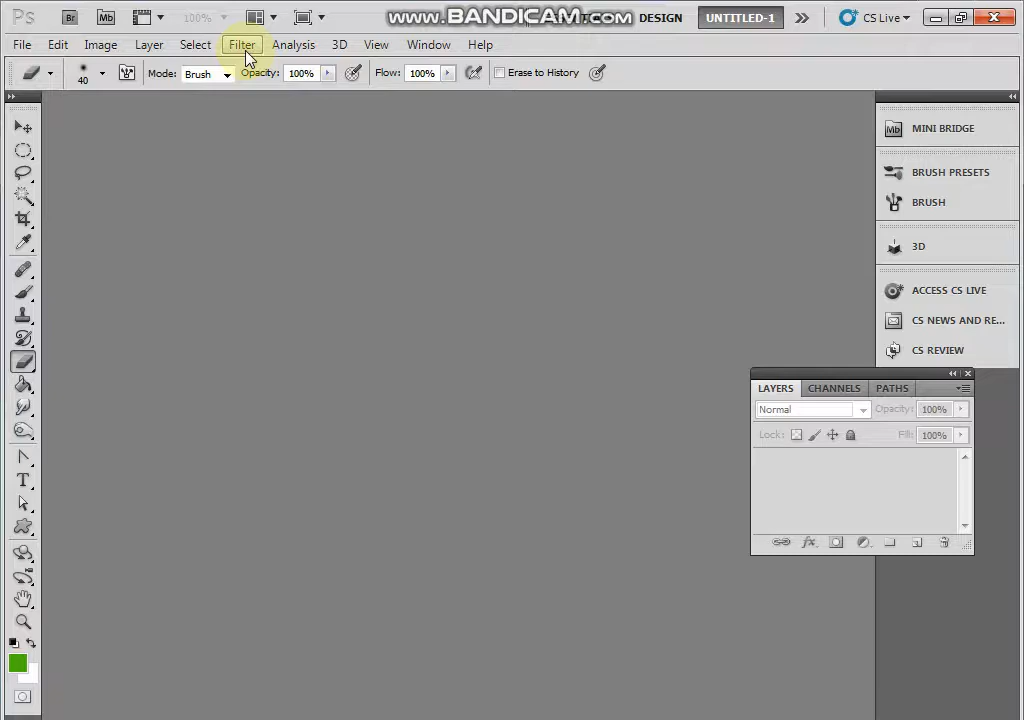 Ps Br Mb 100% www.BANDICAM.com DESIGN UNTITLED-1 CS Live
File Edit Image Layer Select Filter Analysis 3D View Window Help
40 Mode: Brush Opacity: 100% Flow: 100% Erase to History
Mb MINI BRIDGE
BRUSH PRESETS
BRUSH
3D
ACCESS CS LIVE
CS NEWS AND RE...
CS REVIEW
LAYERS CHANNELS PATHS
Normal Opacity: 100%
Lock: Fill: 100%
T
fx